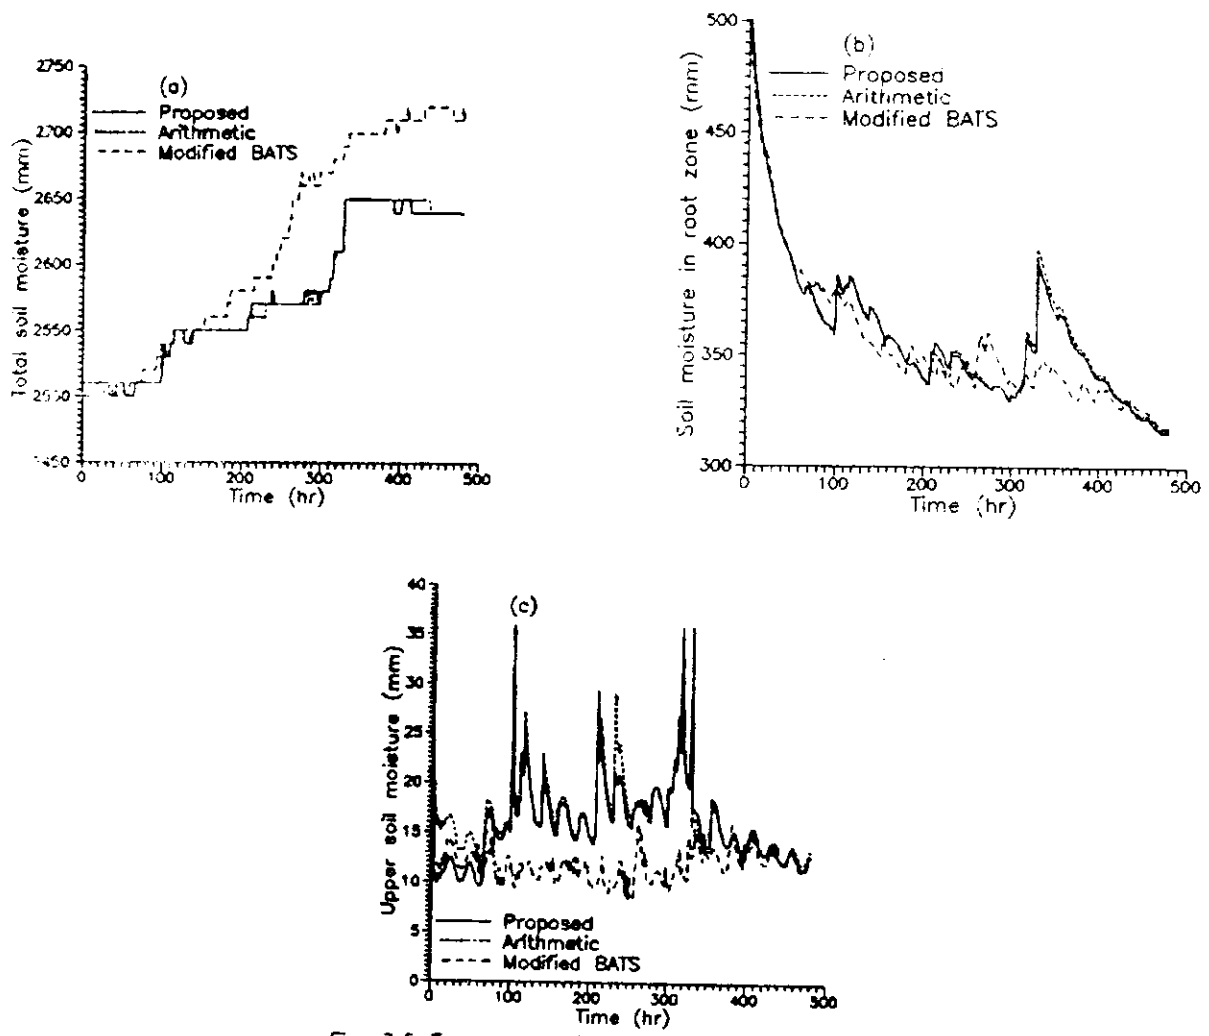 (a)
Proposed
Arithmetic
Modified BATS
Total soil moisture (mm)
2750
2700
2650
2600
0
100
200
300
400
500
Time (hr)
(b)
Proposed
Arithmetic
Modified BATS
Soil moisture in root zone (mm)
500
450
400
350
300
100
200
300
400
500
Time (hr)
(c)
Upper soil moisture (mm)
40
35
30
25
20
15
10
5
0
Proposed
Arithmetic
Modified BATS
0
100
200
300
400
500
Time (hr)